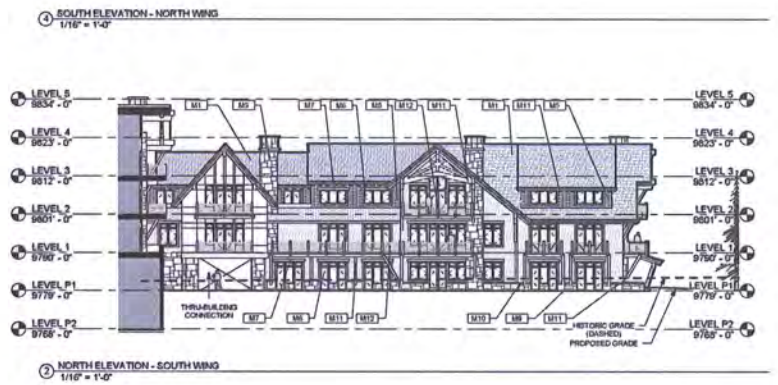 4 SOUTH ELEVATION - NORTH WING
1/16" = 1'-0"
LEVEL 5
9834' - 0"
LEVEL 4
9823' - 0"
LEVEL 3
9812' - 0"
LEVEL 2
9801' - 0"
LEVEL 1
9790' - 0"
LEVEL P1
9779' - 0"
LEVEL P2
9768' - 0"
M1 M5 M7 M6 M8 M12 M11 M1 M11 M5
LEVEL 5
9834' - 0"
LEVEL 4
9823' - 0"
LEVEL 3
9812' - 0"
LEVEL 2
9801' - 0"
LEVEL 1
9790' - 0"
LEVEL P1
9779' - 0"
LEVEL P2
9768' - 0"
THRU-BUILDING
CONNECTION
M7 M6 M11 M12 M10 M9 M11
HISTORIC GRADE
(DASHED)
PROPOSED GRADE
2 NORTH ELEVATION - SOUTH WING
1/16" = 1'-0"